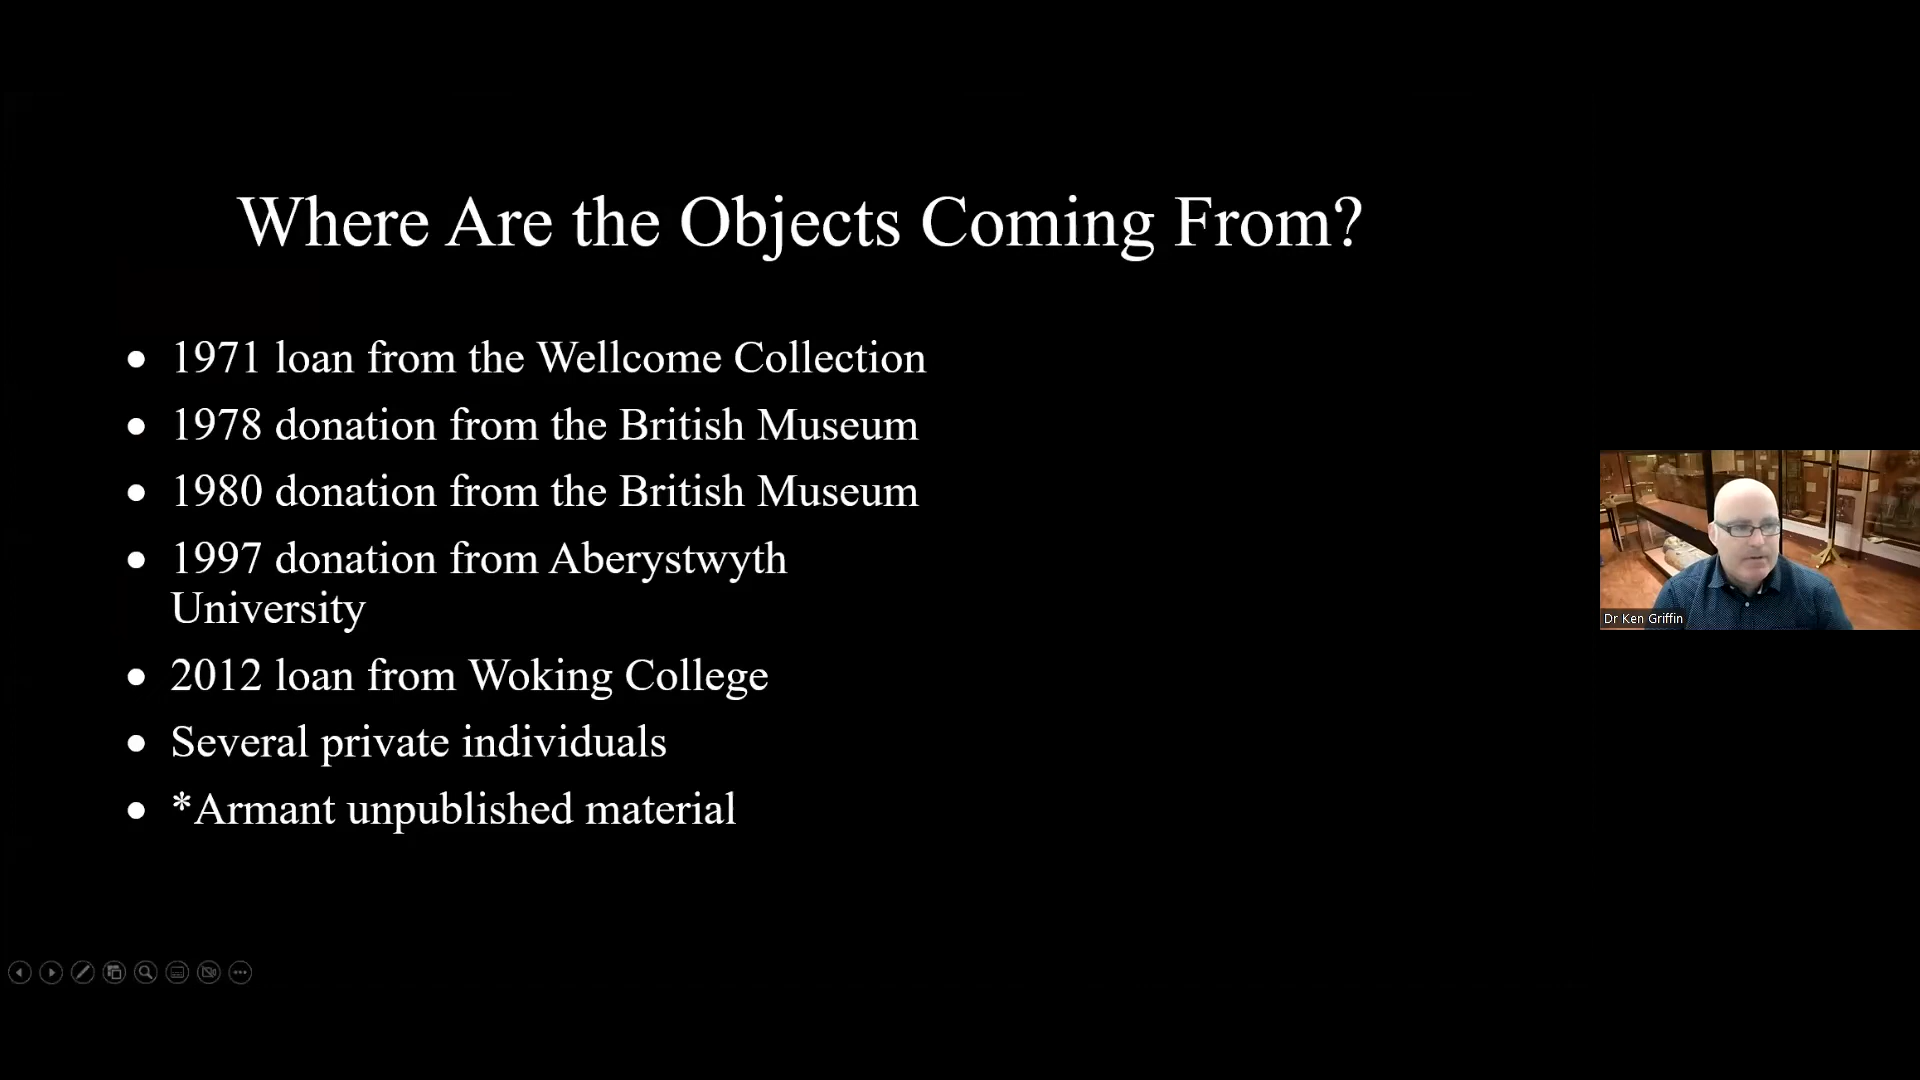 Where Are the Objects Coming From?
• 1971 loan from the Wellcome Collection
• 1978 donation from the British Museum
• 1980 donation from the British Museum
• 1997 donation from Aberystwyth
University
• 2012 loan from Woking College
• Several private individuals
• *Armant unpublished material
Dr Ken Griffin